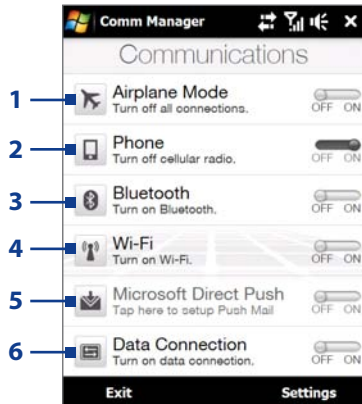 Comm Manager
Communications
1 Airplane Mode
Turn off all connections.
OFF ON
2 Phone
Turn off cellular radio.
OFF ON
3 Bluetooth
Turn on Bluetooth.
OFF ON
4 Wi-Fi
Turn on Wi-Fi.
OFF ON
5 Microsoft Direct Push
Tap here to setup Push Mail
OFF ON
6 Data Connection
Turn on data connection.
OFF ON
Exit Settings